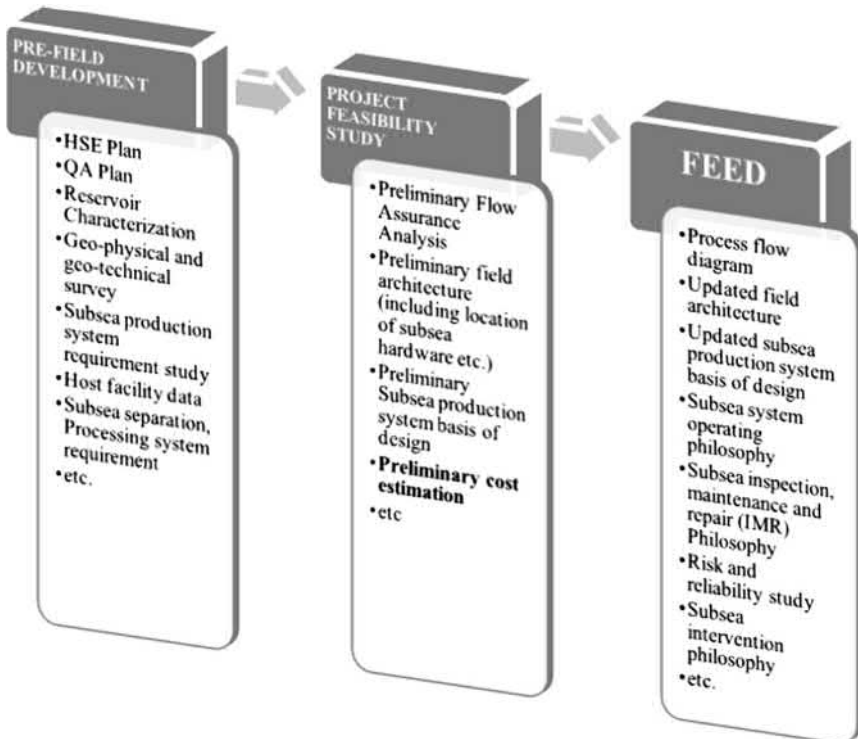 PRE-FIELD
DEVELOPMENT
•HSE Plan
•QA Plan
•Reservoir
Characterization
•Geo-physical and
geo-technical
survey
•Subsea production
system
requirement study
•Host facility data
•Subsea separation,
Processing system
requirement
•etc.
PROJECT
FEASIBILITY
STUDY
•Preliminary Flow
Assurance
Analysis
•Preliminary field
architecture
(including location
of subsea
hardware etc.)
•Preliminary
Subsea production
system basis of
design
•Preliminary cost
estimation
•etc
FEED
•Process flow
diagram
•Updated field
architecture
•Updated subsea
production system
basis of design
•Subsea system
operating
philosophy
•Subsea inspection,
maintenance and
repair (IMR)
Philosophy
•Risk and
reliability study
•Subsea
intervention
philosophy
•etc.